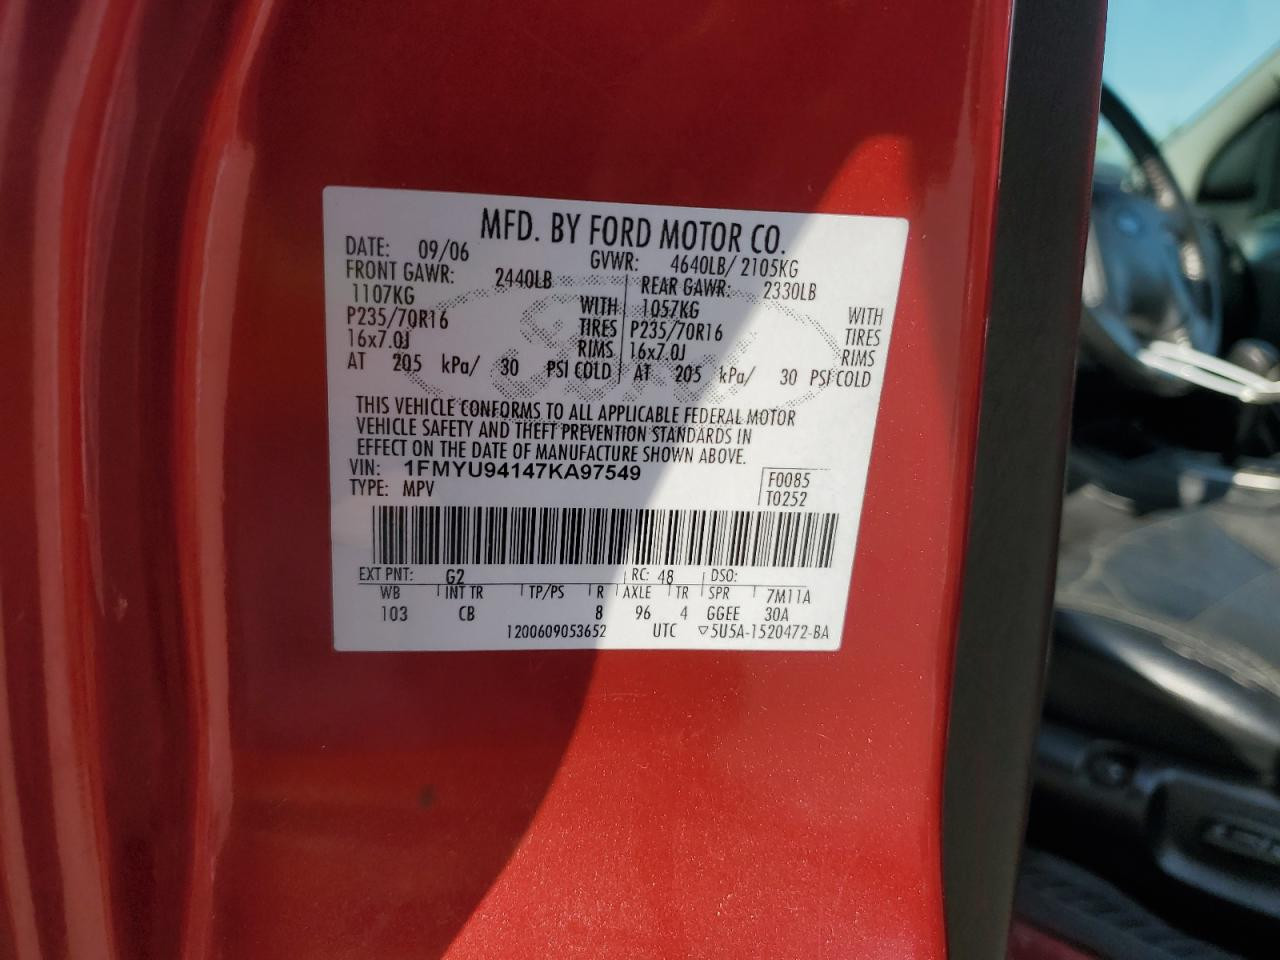 MFD. BY FORD MOTOR CO.
DATE: 09/06 GVWR: 4640LB/ 2105KG
FRONT GAWR: 2440LB REAR GAWR: 2330LB
1107KG WITH 1057KG WITH
P235/70R16 TIRES P235/70R16 TIRES
16x7.0J RIMS 16x7.0J RIMS
AT 205 kPa/ 30 PSI COLD AT 205 kPa/ 30 PSI COLD
THIS VEHICLE CONFORMS TO ALL APPLICABLE FEDERAL MOTOR
VEHICLE SAFETY AND THEFT PREVENTION STANDARDS IN
EFFECT ON THE DATE OF MANUFACTURE SHOWN ABOVE.
VIN: 1FMYU94147KA97549 F0085
TYPE: MPV T0252
EXT PNT: G2 RC: 48 DSO:
WB INT TR TP/PS R AXLE TR SPR 7M11A
103 CB 8 96 4 GGEE 30A
1200609053652 UTC ▽5U5A-1520472-BA